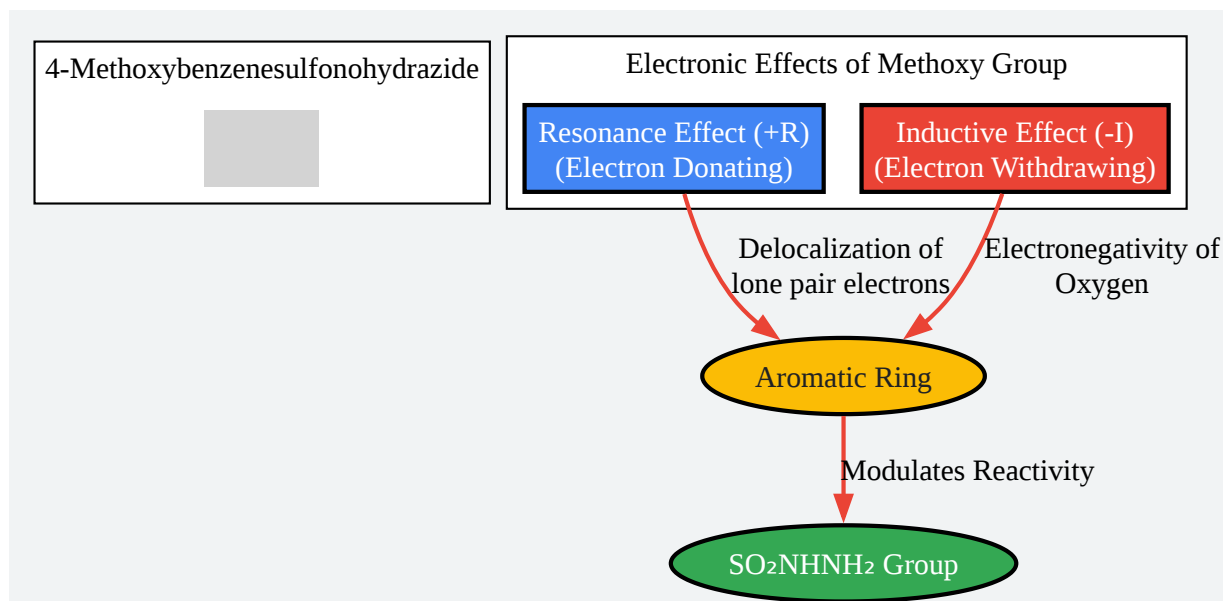 4-Methoxybenzenesulfonohydrazide
Electronic Effects of Methoxy Group
Resonance Effect (+R)
(Electron Donating)
Inductive Effect (-I)
(Electron Withdrawing)
Delocalization of
lone pair electrons
Electronegativity of
Oxygen
Aromatic Ring
Modulates Reactivity
SO₂NHNH₂ Group